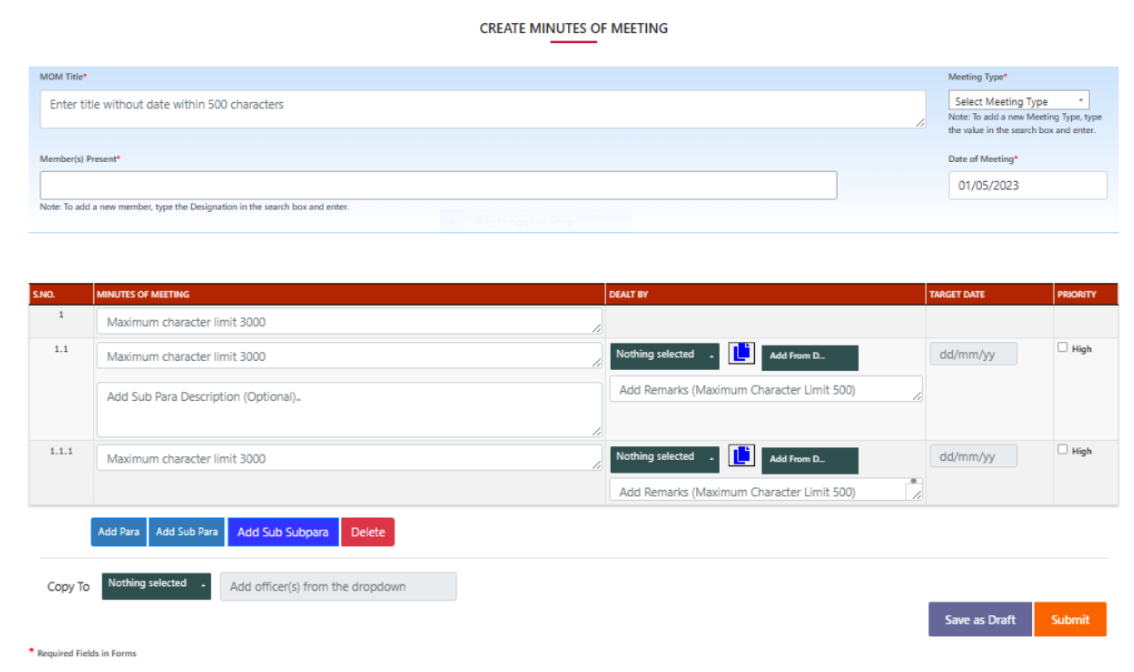 CREATE MINUTES OF MEETING
MOM Title*
Enter title without date within 500 characters
Meeting Type*
Select Meeting Type
Note: To add a new Meeting Type, type
the value in the search box and enter.
Member(s) Present*
Note: To add a new member, type the Designation in the search box and enter.
Date of Meeting*
01/05/2023
S.NO. MINUTES OF MEETING DEALT BY TARGET DATE PRIORITY
1 Maximum character limit 3000
1.1 Maximum character limit 3000 Nothing selected Add From D... dd/mm/yy High
Add Sub Para Description (Optional)..
Add Remarks (Maximum Character Limit 500)
1.1.1 Maximum character limit 3000 Nothing selected Add From D... dd/mm/yy High
Add Remarks (Maximum Character Limit 500)
Add Para Add Sub Para Add Sub Subpara Delete
Copy To Nothing selected Add officer(s) from the dropdown
Save as Draft Submit
* Required Fields in Forms